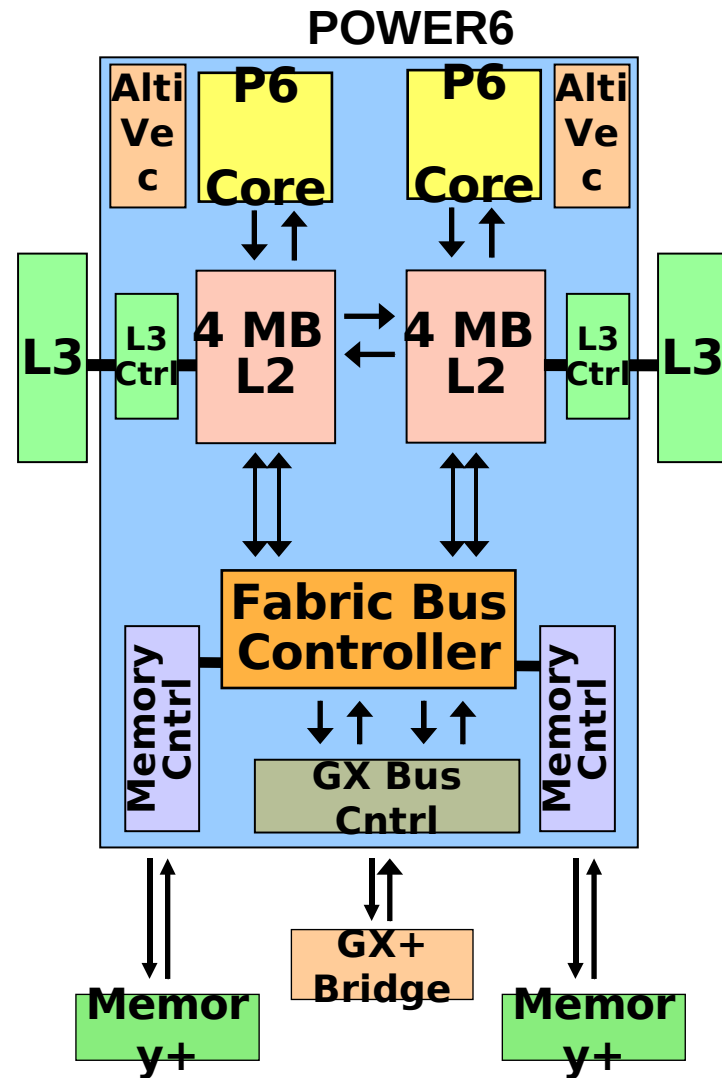 POWER6
Alti
Ve
c
P6
Core
P6
Core
Alti
Ve
c
L3
L3
Ctrl
4 MB
L2
4 MB
L2
L3
Ctrl
L3
Fabric Bus
Controller
Memory
Cntrl
Memory
Cntrl
GX Bus
Cntrl
GX+
Bridge
Memor
y+
Memor
y+